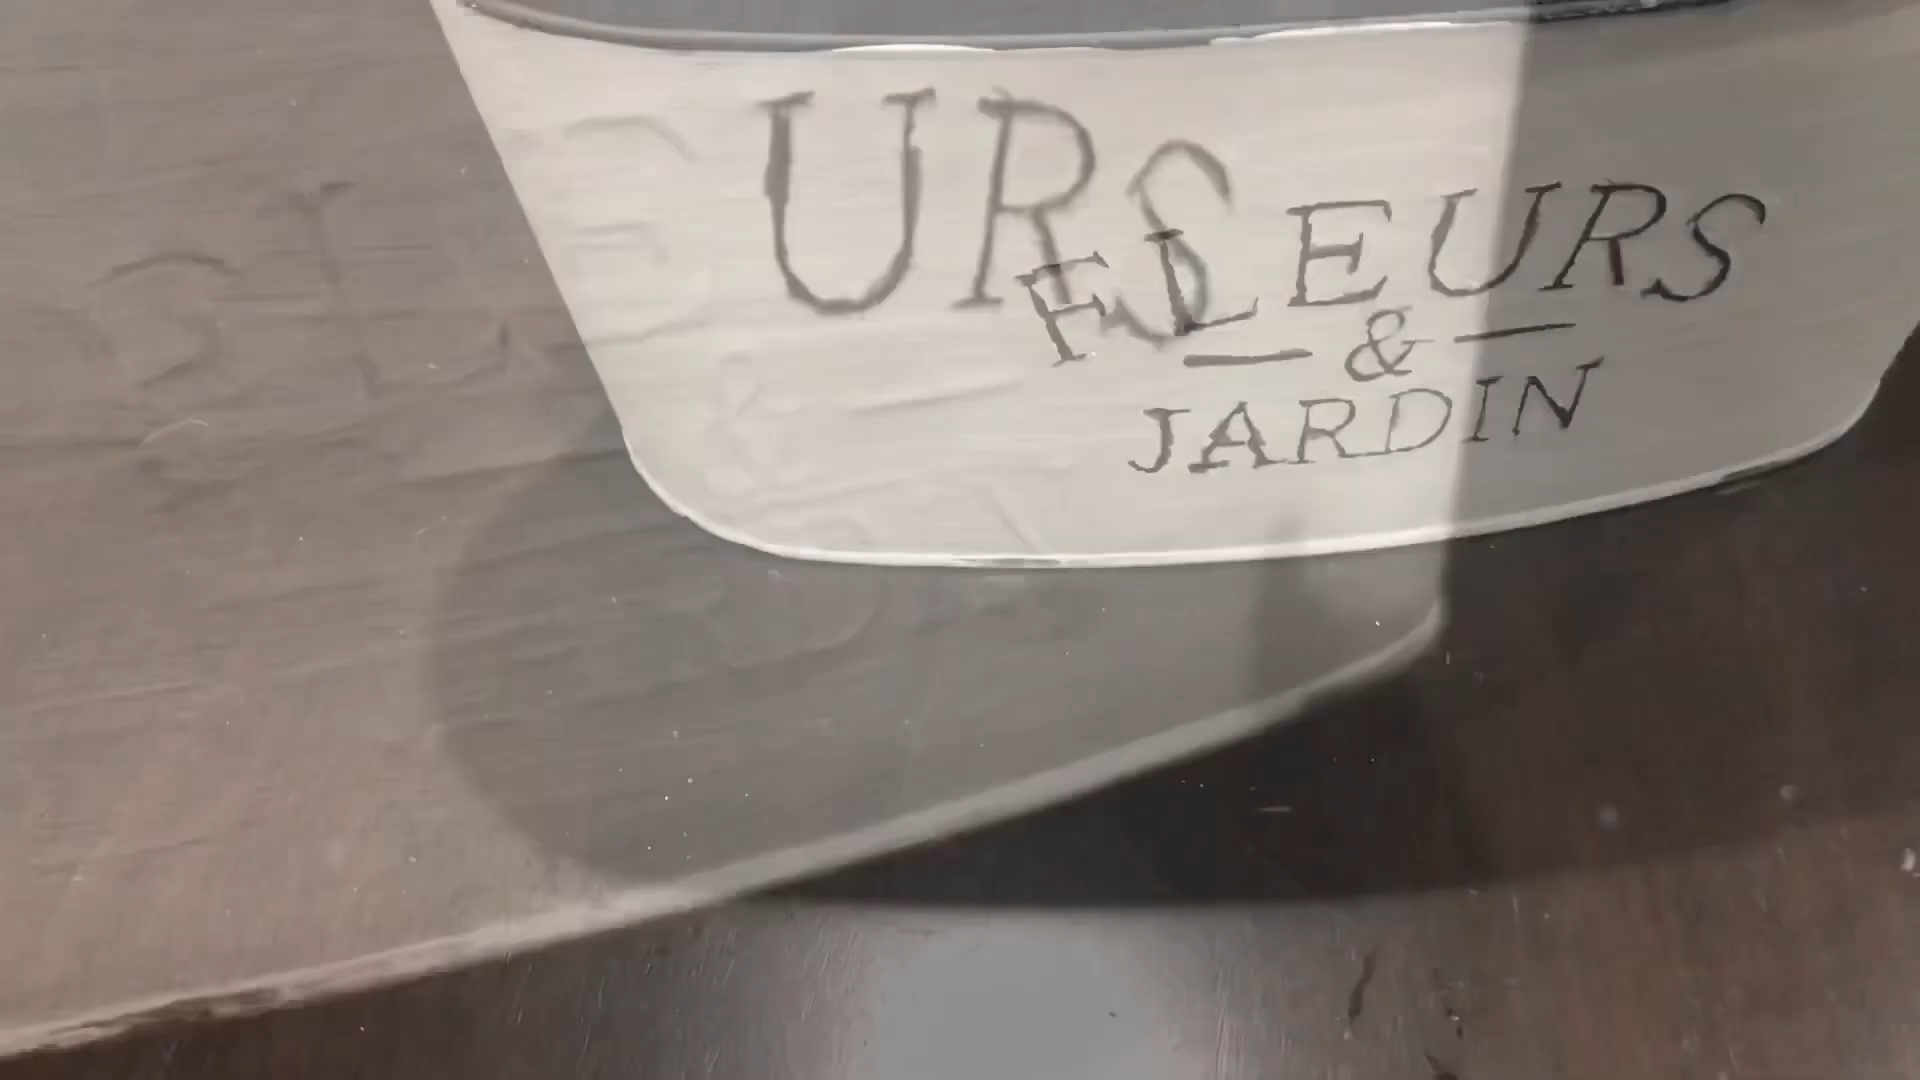 URS
FLEURS
— & —
JARDIN